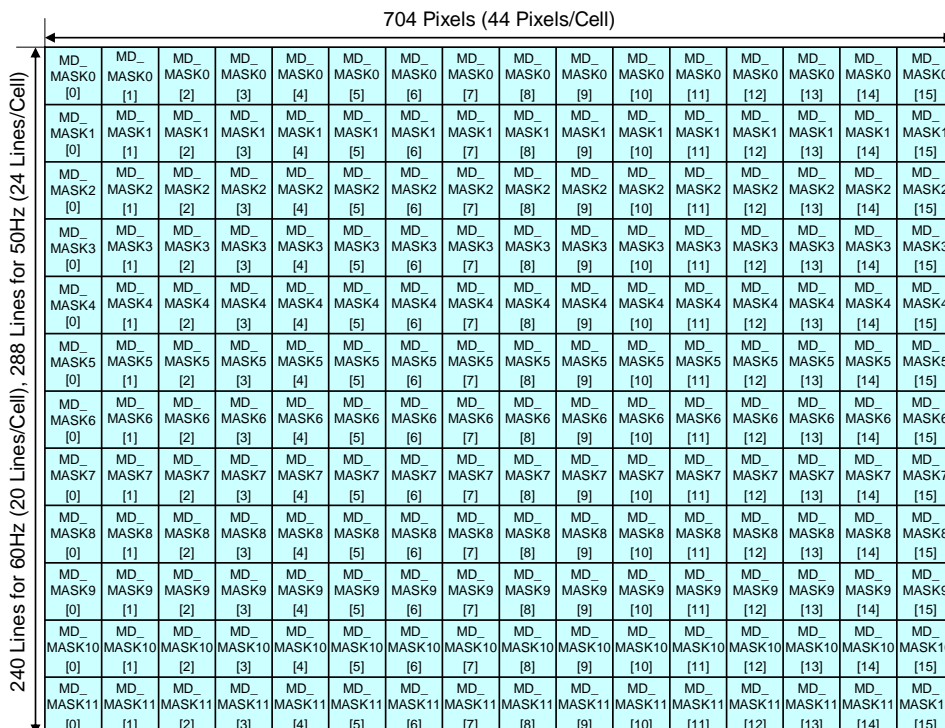 704 Pixels (44 Pixels/Cell)
240 Lines for 60Hz (20 Lines/Cell), 288 Lines for 50Hz (24 Lines/Cell)
MD_ MD_ MD_ MD_ MD_ MD_ MD_ MD_ MD_ MD_ MD_ MD_ MD_ MD_ MD_ MD_
MASK0 MASK0 MASK0 MASK0 MASK0 MASK0 MASK0 MASK0 MASK0 MASK0 MASK0 MASK0 MASK0 MASK0 MASK0 MASK0
[0] [1] [2] [3] [4] [5] [6] [7] [8] [9] [10] [11] [12] [13] [14] [15]
MD_ MD_ MD_ MD_ MD_ MD_ MD_ MD_ MD_ MD_ MD_ MD_ MD_ MD_ MD_ MD_
MASK1 MASK1 MASK1 MASK1 MASK1 MASK1 MASK1 MASK1 MASK1 MASK1 MASK1 MASK1 MASK1 MASK1 MASK1 MASK1
[0] [1] [2] [3] [4] [5] [6] [7] [8] [9] [10] [11] [12] [13] [14] [15]
MD_ MD_ MD_ MD_ MD_ MD_ MD_ MD_ MD_ MD_ MD_ MD_ MD_ MD_ MD_ MD_
MASK2 MASK2 MASK2 MASK2 MASK2 MASK2 MASK2 MASK2 MASK2 MASK2 MASK2 MASK2 MASK2 MASK2 MASK2 MASK2
[0] [1] [2] [3] [4] [5] [6] [7] [8] [9] [10] [11] [12] [13] [14] [15]
MD_ MD_ MD_ MD_ MD_ MD_ MD_ MD_ MD_ MD_ MD_ MD_ MD_ MD_ MD_ MD_
MASK3 MASK3 MASK3 MASK3 MASK3 MASK3 MASK3 MASK3 MASK3 MASK3 MASK3 MASK3 MASK3 MASK3 MASK3 MASK3
[0] [1] [2] [3] [4] [5] [6] [7] [8] [9] [10] [11] [12] [13] [14] [15]
MD_ MD_ MD_ MD_ MD_ MD_ MD_ MD_ MD_ MD_ MD_ MD_ MD_ MD_ MD_ MD_
MASK4 MASK4 MASK4 MASK4 MASK4 MASK4 MASK4 MASK4 MASK4 MASK4 MASK4 MASK4 MASK4 MASK4 MASK4 MASK4
[0] [1] [2] [3] [4] [5] [6] [7] [8] [9] [10] [11] [12] [13] [14] [15]
MD_ MD_ MD_ MD_ MD_ MD_ MD_ MD_ MD_ MD_ MD_ MD_ MD_ MD_ MD_ MD_
MASK5 MASK5 MASK5 MASK5 MASK5 MASK5 MASK5 MASK5 MASK5 MASK5 MASK5 MASK5 MASK5 MASK5 MASK5 MASK5
[0] [1] [2] [3] [4] [5] [6] [7] [8] [9] [10] [11] [12] [13] [14] [15]
MD_ MD_ MD_ MD_ MD_ MD_ MD_ MD_ MD_ MD_ MD_ MD_ MD_ MD_ MD_ MD_
MASK6 MASK6 MASK6 MASK6 MASK6 MASK6 MASK6 MASK6 MASK6 MASK6 MASK6 MASK6 MASK6 MASK6 MASK6 MASK6
[0] [1] [2] [3] [4] [5] [6] [7] [8] [9] [10] [11] [12] [13] [14] [15]
MD_ MD_ MD_ MD_ MD_ MD_ MD_ MD_ MD_ MD_ MD_ MD_ MD_ MD_ MD_ MD_
MASK7 MASK7 MASK7 MASK7 MASK7 MASK7 MASK7 MASK7 MASK7 MASK7 MASK7 MASK7 MASK7 MASK7 MASK7 MASK7
[0] [1] [2] [3] [4] [5] [6] [7] [8] [9] [10] [11] [12] [13] [14] [15]
MD_ MD_ MD_ MD_ MD_ MD_ MD_ MD_ MD_ MD_ MD_ MD_ MD_ MD_ MD_ MD_
MASK8 MASK8 MASK8 MASK8 MASK8 MASK8 MASK8 MASK8 MASK8 MASK8 MASK8 MASK8 MASK8 MASK8 MASK8 MASK8
[0] [1] [2] [3] [4] [5] [6] [7] [8] [9] [10] [11] [12] [13] [14] [15]
MD_ MD_ MD_ MD_ MD_ MD_ MD_ MD_ MD_ MD_ MD_ MD_ MD_ MD_ MD_ MD_
MASK9 MASK9 MASK9 MASK9 MASK9 MASK9 MASK9 MASK9 MASK9 MASK9 MASK9 MASK9 MASK9 MASK9 MASK9 MASK9
[0] [1] [2] [3] [4] [5] [6] [7] [8] [9] [10] [11] [12] [13] [14] [15]
MD_ MD_ MD_ MD_ MD_ MD_ MD_ MD_ MD_ MD_ MD_ MD_ MD_ MD_ MD_ MD_
MASK10 MASK10 MASK10 MASK10 MASK10 MASK10 MASK10 MASK10 MASK10 MASK10 MASK10 MASK10 MASK10 MASK10 MASK10 MASK10
[0] [1] [2] [3] [4] [5] [6] [7] [8] [9] [10] [11] [12] [13] [14] [15]
MD_ MD_ MD_ MD_ MD_ MD_ MD_ MD_ MD_ MD_ MD_ MD_ MD_ MD_ MD_ MD_
MASK11 MASK11 MASK11 MASK11 MASK11 MASK11 MASK11 MASK11 MASK11 MASK11 MASK11 MASK11 MASK11 MASK11 MASK11 MASK1
[0] [1] [2] [3] [4] [5] [6] [7] [8] [9] [10] [11] [12] [13] [14] [15]